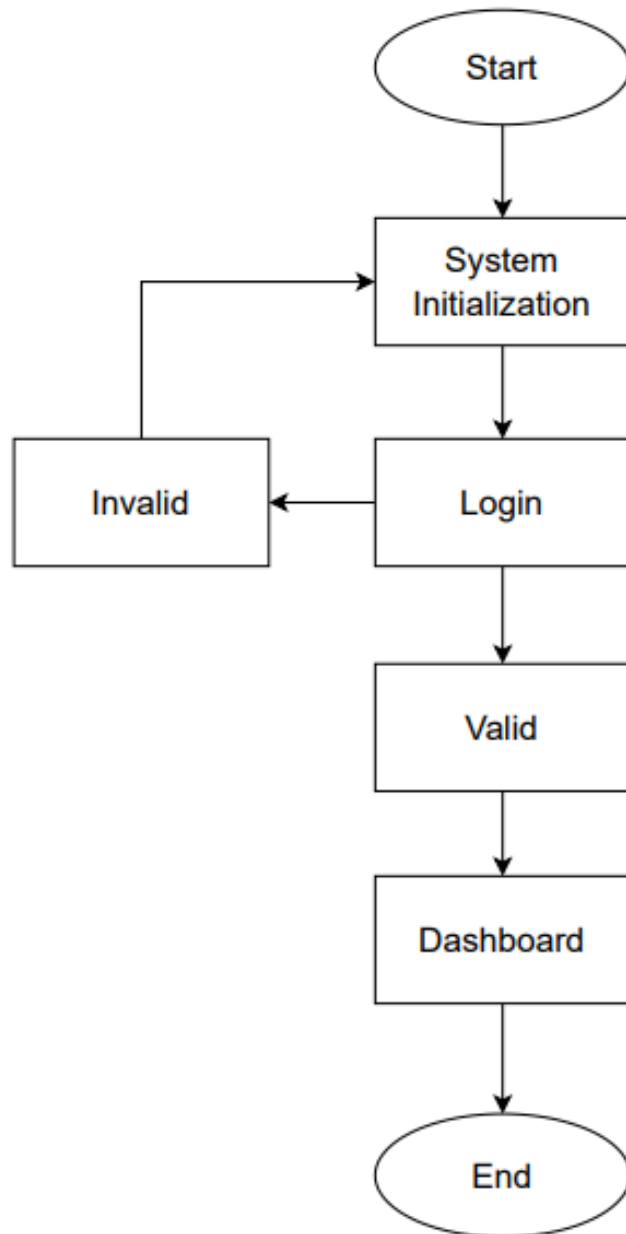 Start
System
Initialization
Invalid
Login
Valid
Dashboard
End